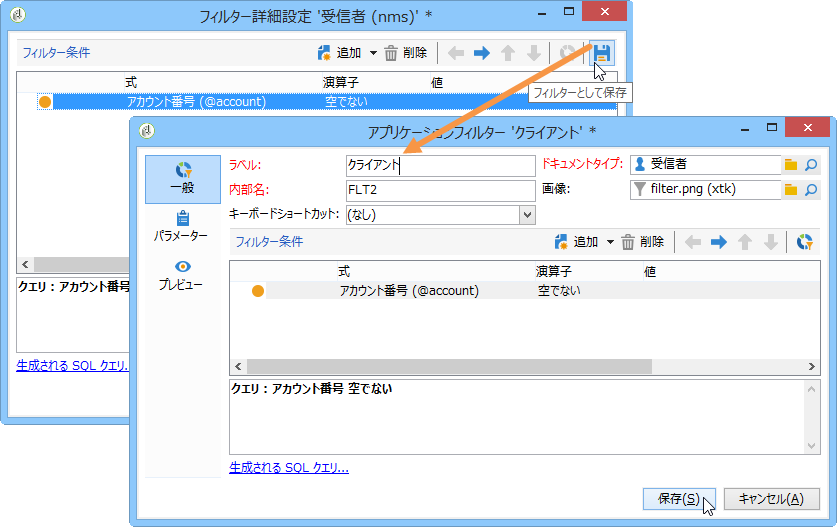 フィルター詳細設定 '受信者 (nms)' *
フィルター条件
追加
削除
式 演算子 値
アカウント番号 (@account) 空でない
フィルターとして保存
クエリ：アカウント番号
生成される SQL クエリ...
アプリケーションフィルター 'クライアント' *
一般
パラメーター
プレビュー
ラベル: クライアント
ドキュメントタイプ: 受信者
内部名: FLT2
画像: filter.png (xtk)
キーボードショートカット: (なし)
フィルター条件
追加
削除
式 演算子 値
アカウント番号 (@account) 空でない
クエリ：アカウント番号 空でない
生成される SQL クエリ...
保存(S)
キャンセル(A)